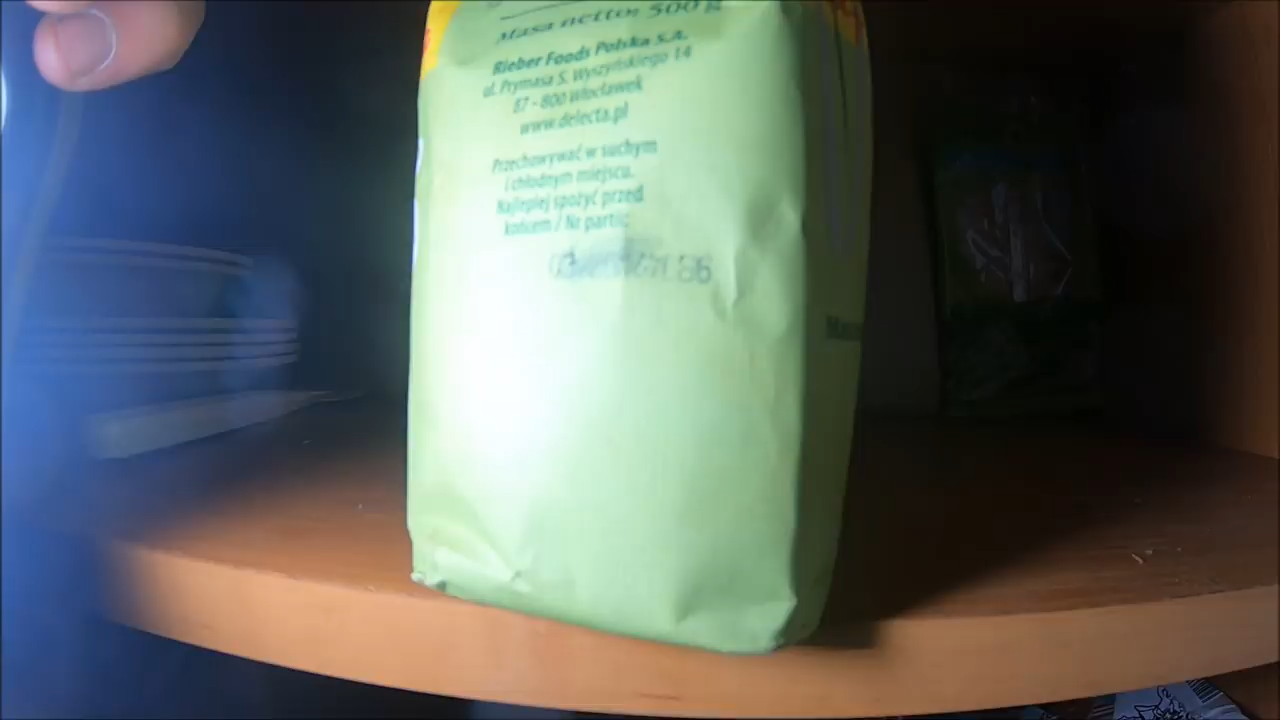 Masa netto: 500 g
Rieber Foods Polska S.A.
ul. Prymasa S. Wyszyńskiego 14
87 - 800 Włocławek
www.delecta.pl
Przechowywać w suchym
i chłodnym miejscu.
Najlepiej spożyć przed
końcem / Nr partii: